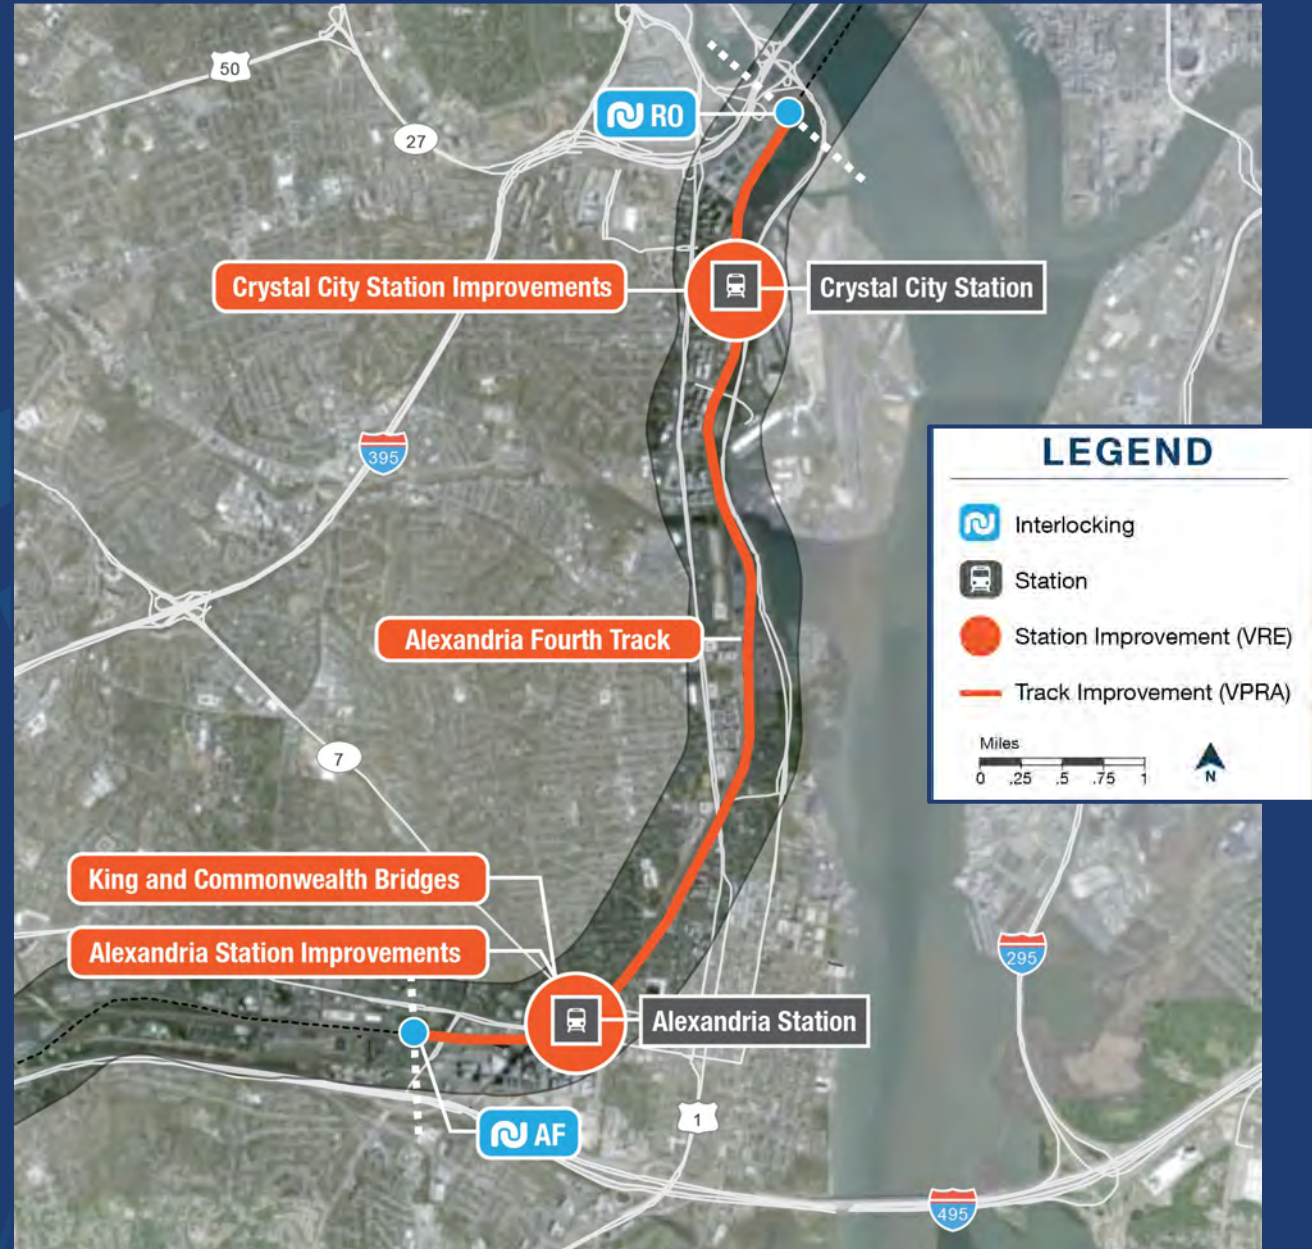 50
27
RO
Crystal City Station Improvements
Crystal City Station
395
LEGEND
Interlocking
Station
Station Improvement (VRE)
Track Improvement (VPRA)
Miles
0 .25 .5 .75 1
N
Alexandria Fourth Track
7
King and Commonwealth Bridges
Alexandria Station Improvements
295
Alexandria Station
1
AF
495